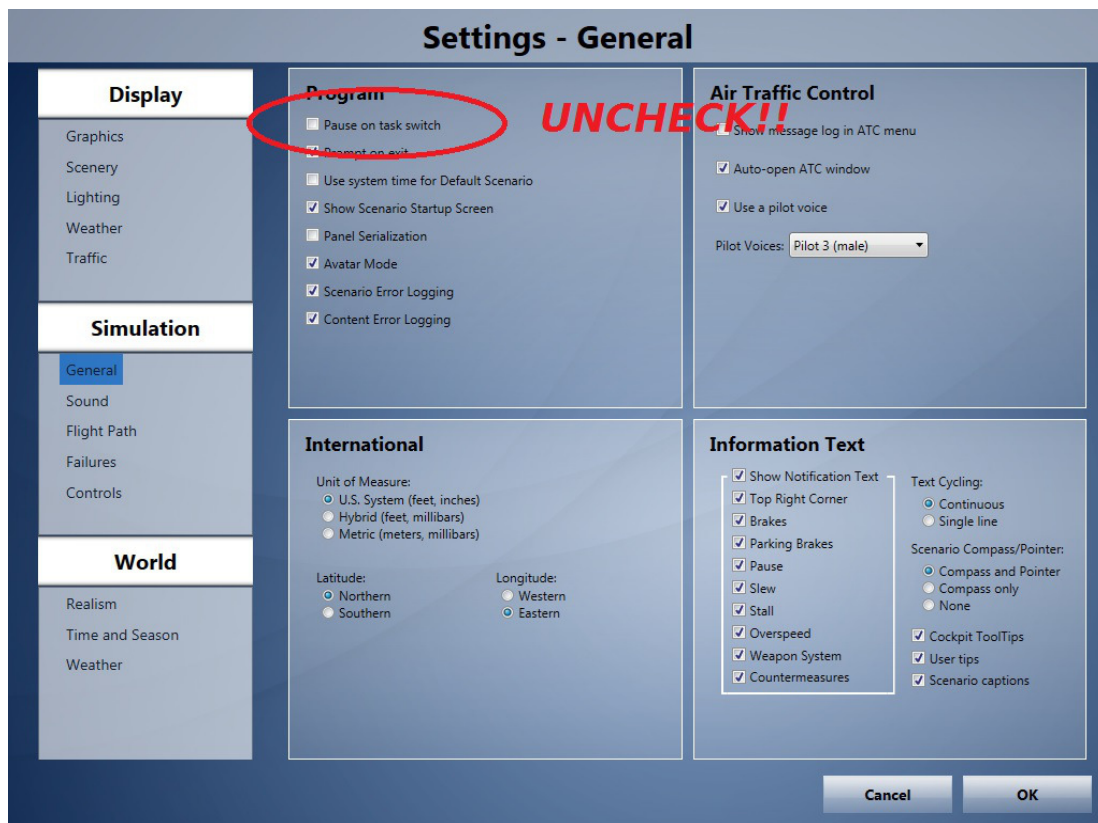 Settings - General
Display
Graphics
Scenery
Lighting
Weather
Traffic
Simulation
General
Sound
Flight Path
Failures
Controls
World
Realism
Time and Season
Weather
Program
UNCHECK!!
Pause on task switch
Prompt on exit
Use system time for Default Scenario
Show Scenario Startup Screen
Panel Serialization
Avatar Mode
Scenario Error Logging
Content Error Logging
Air Traffic Control
Show message log in ATC menu
Auto-open ATC window
Use a pilot voice
Pilot Voices: Pilot 3 (male)
International
Unit of Measure:
U.S. System (feet, inches)
Hybrid (feet, millibars)
Metric (meters, millibars)
Latitude:
Northern
Southern
Longitude:
Western
Eastern
Information Text
Show Notification Text
Top Right Corner
Brakes
Parking Brakes
Pause
Slew
Stall
Overspeed
Weapon System
Countermeasures
Text Cycling:
Continuous
Single line
Scenario Compass/Pointer:
Compass and Pointer
Compass only
None
Cockpit ToolTips
User tips
Scenario captions
Cancel
OK